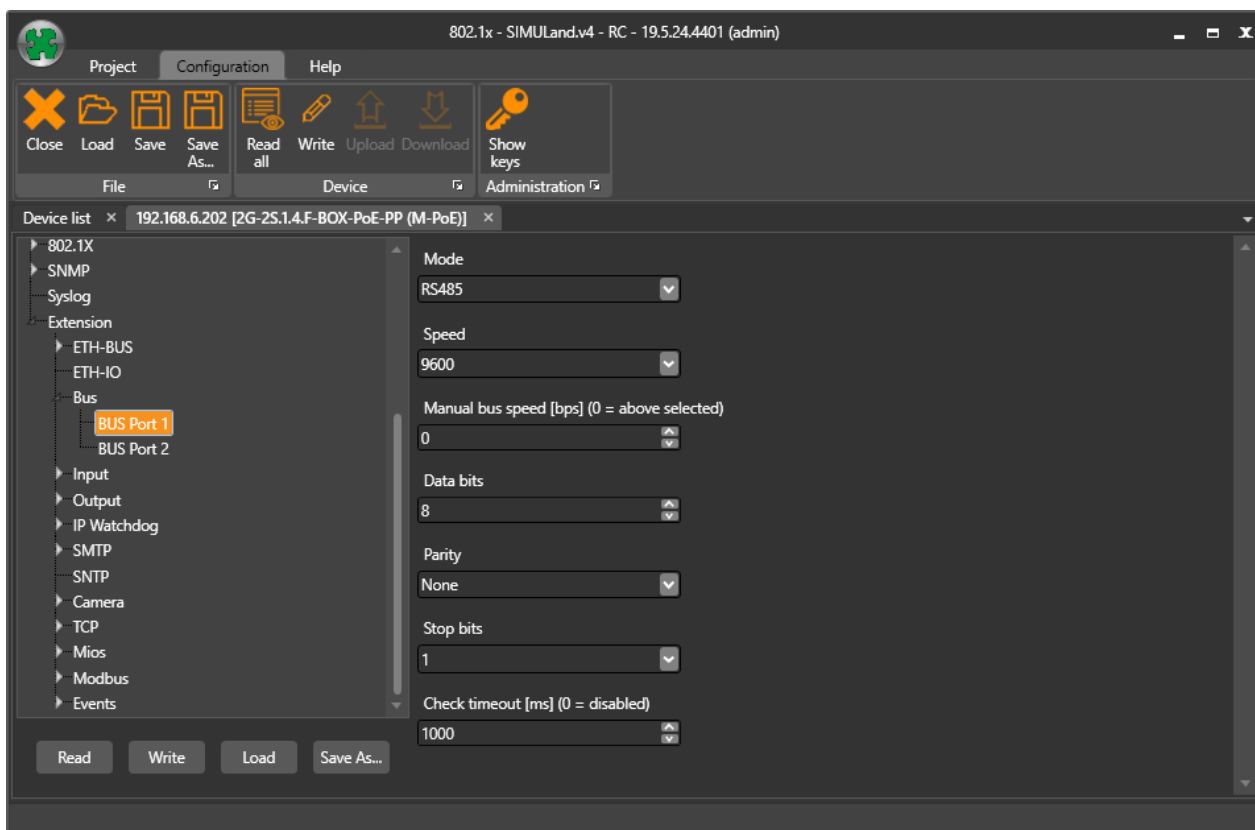 802.1x - SIMULand.v4 - RC - 19.5.24.4401 (admin)
Project Configuration Help
Close Load Save Save As... Read all Write Upload Download Show keys
File Device Administration
Device list × 192.168.6.202 [2G-2S.1.4.F-BOX-PoE-PP (M-PoE)] ×
802.1X
SNMP
Syslog
Extension
ETH-BUS
ETH-IO
Bus
BUS Port 1
BUS Port 2
Input
Output
IP Watchdog
SMTP
SNTP
Camera
TCP
Mios
Modbus
Events
Read Write Load Save As...
Mode
RS485
Speed
9600
Manual bus speed [bps] (0 = above selected)
0
Data bits
8
Parity
None
Stop bits
1
Check timeout [ms] (0 = disabled)
1000